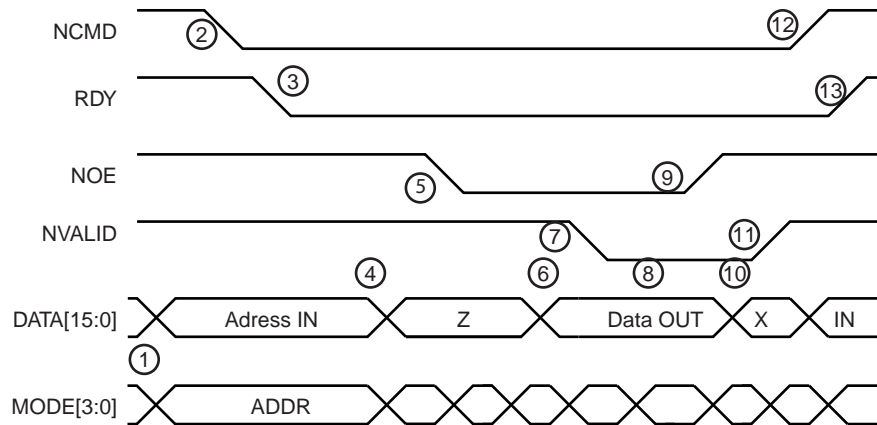 NCMD 2 12
RDY 3 13
NOE 5 9
NVALID 7 11
4 6 8 10
DATA[15:0] Adress IN Z Data OUT X IN
1
MODE[3:0] ADDR